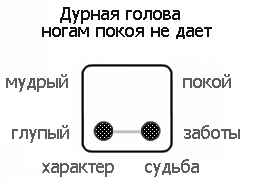 Дурная голова
ногам покоя не дает
мудрый покой
глупый заботы
характер судьба